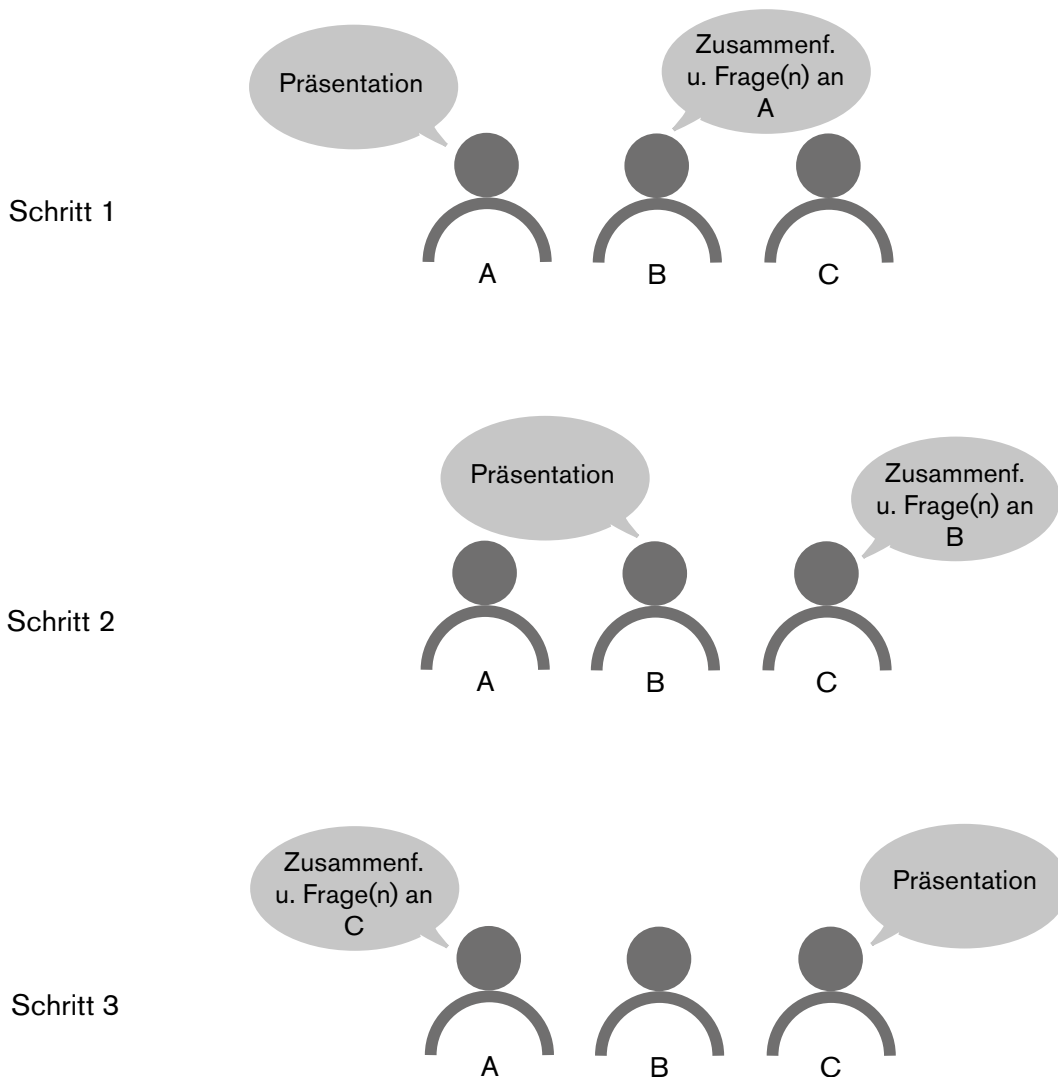 Präsentation
Zusammenf.
u. Frage(n) an
A
Schritt 1
A
B
C
Präsentation
Zusammenf.
u. Frage(n) an
B
Schritt 2
A
B
C
Zusammenf.
u. Frage(n) an
C
Präsentation
Schritt 3
A
B
C